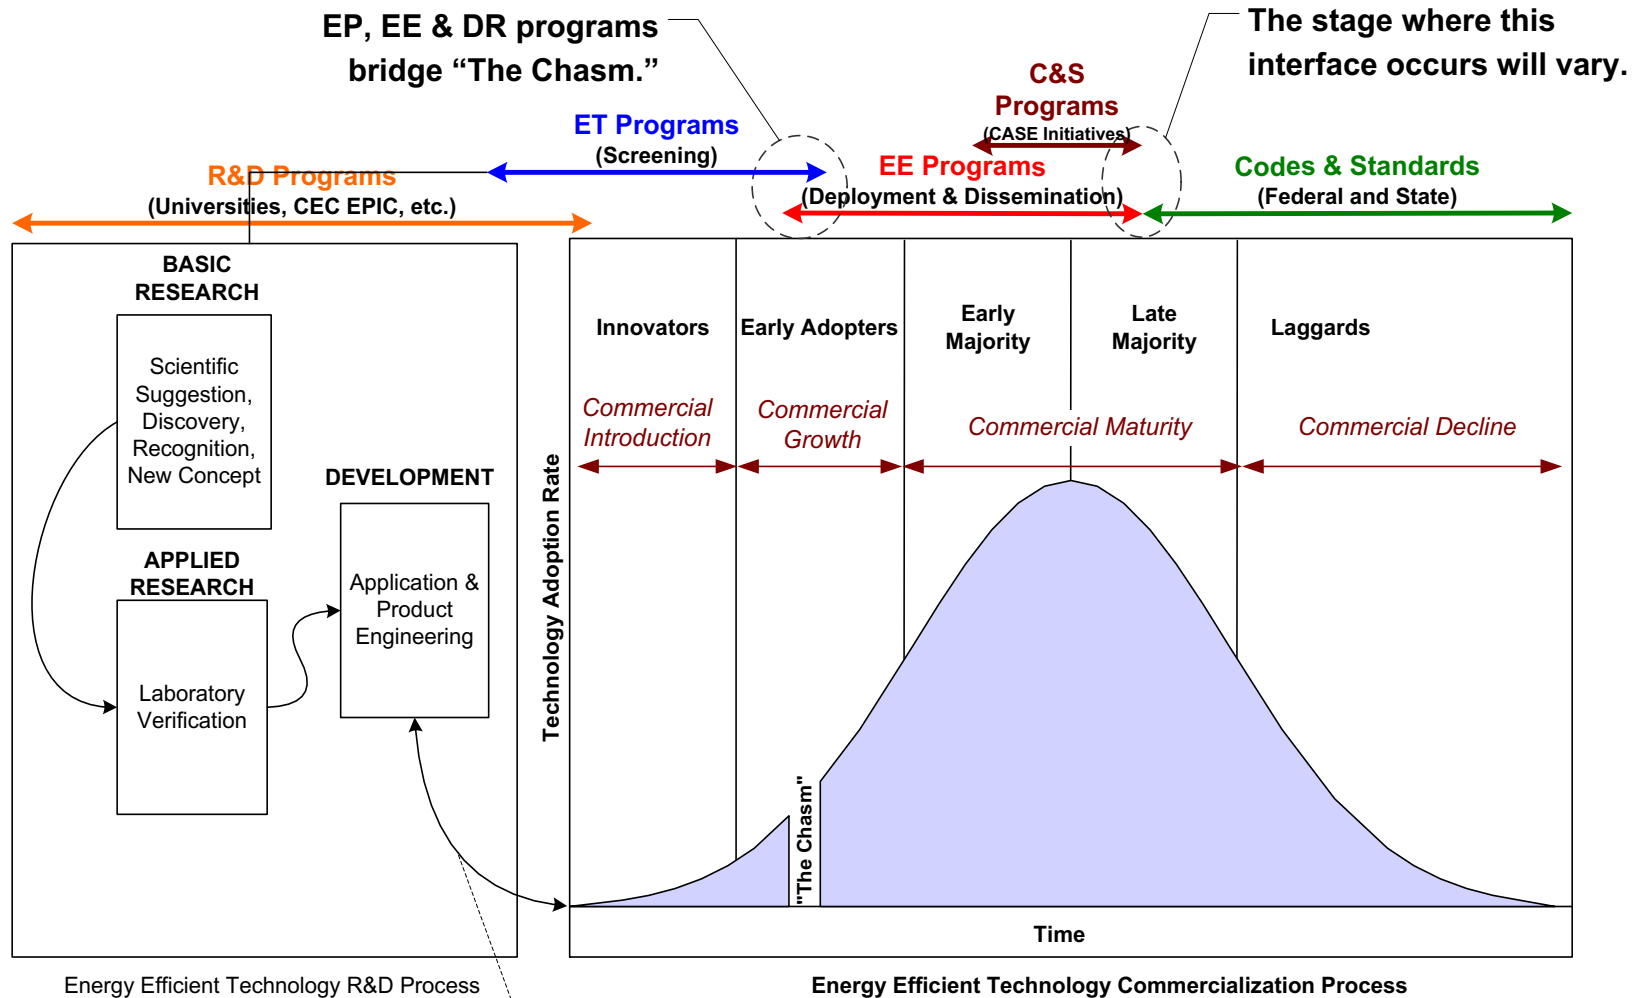 EP, EE & DR programs
bridge “The Chasm.”
The stage where this
interface occurs will vary.
C&S
Programs
(CASE Initiatives)
ET Programs
(Screening)
R&D Programs
(Universities, CEC EPIC, etc.)
EE Programs
(Deployment & Dissemination)
Codes & Standards
(Federal and State)
BASIC
RESEARCH
Scientific
Suggestion,
Discovery,
Recognition,
New Concept
APPLIED
RESEARCH
Laboratory
Verification
DEVELOPMENT
Application &
Product
Engineering
Energy Efficient Technology R&D Process
Technology Adoption Rate
Innovators
Early Adopters
Early
Majority
Late
Majority
Laggards
Commercial
Introduction
Commercial
Growth
Commercial Maturity
Commercial Decline
"The Chasm"
Time
Energy Efficient Technology Commercialization Process